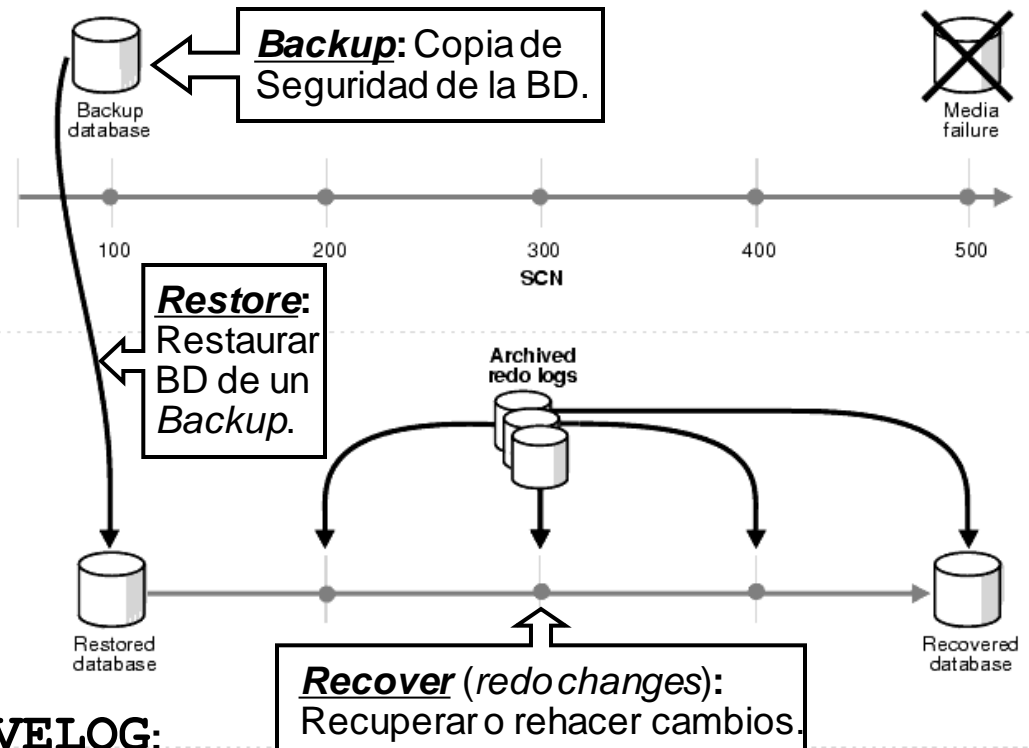 Backup: Copia de
Seguridad de la BD.
Backup
database
Media
failure
100
200
300
400
500
SCN
Restore:
Restaurar
BD de un
Backup.
Archived
redo logs
Restored
database
Recovered
database
Recover (redo changes):
Recuperar o rehacer cambios.
VELOG: